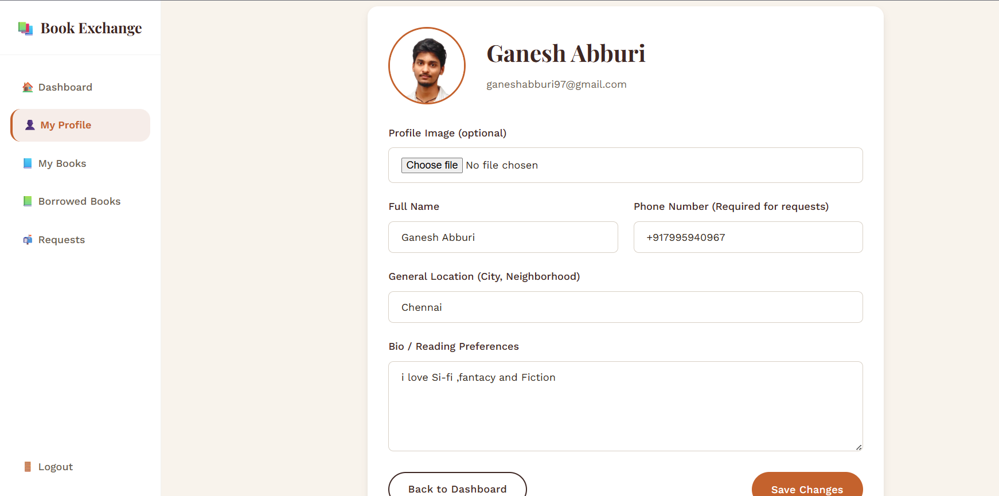 Book Exchange
Dashboard
My Profile
My Books
Borrowed Books
Requests
Logout
Ganesh Abburi
ganeshabburi97@gmail.com
Profile Image (optional)
Choose file No file chosen
Full Name
Ganesh Abburi
Phone Number (Required for requests)
+917995940967
General Location (City, Neighborhood)
Chennai
Bio / Reading Preferences
i love Si-fi ,fantacy and Fiction
Back to Dashboard
Save Changes